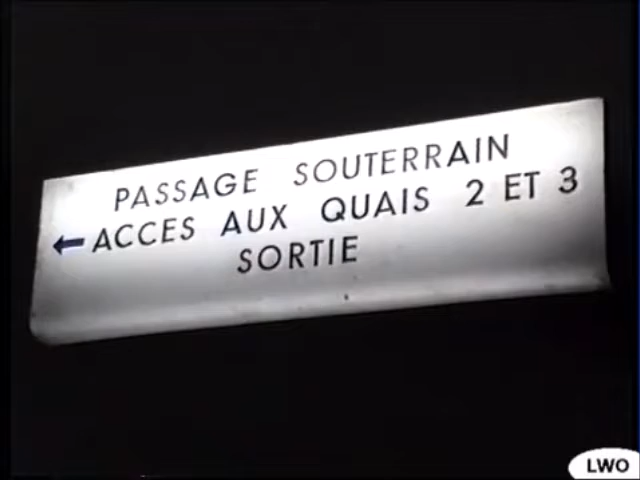 PASSAGE SOUTERRAIN
← ACCES AUX QUAIS 2 ET 3
SORTIE
LWO